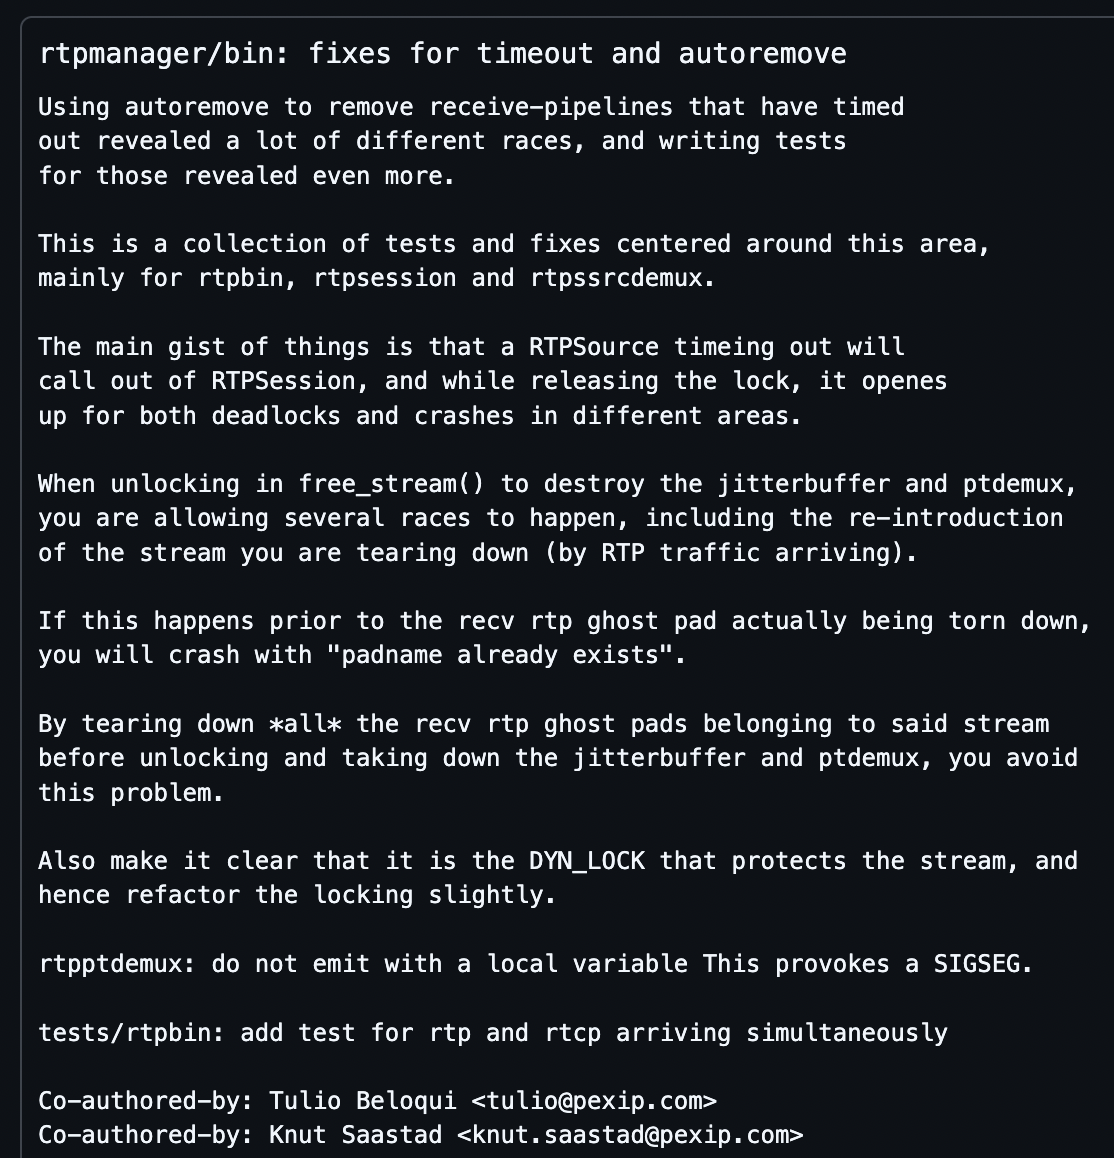 rtpmanager/bin: fixes for timeout and autoremove
Using autoremove to remove receive-pipelines that have timed
out revealed a lot of different races, and writing tests
for those revealed even more.
This is a collection of tests and fixes centered around this area,
mainly for rtpbin, rtpsession and rtpssrcdemux.
The main gist of things is that a RTPSource timeing out will
call out of RTPSession, and while releasing the lock, it openes
up for both deadlocks and crashes in different areas.
When unlocking in free_stream() to destroy the jitterbuffer and ptdemux,
you are allowing several races to happen, including the re-introduction
of the stream you are tearing down (by RTP traffic arriving).
If this happens prior to the recv rtp ghost pad actually being torn down,
you will crash with "padname already exists".
By tearing down *all* the recv rtp ghost pads belonging to said stream
before unlocking and taking down the jitterbuffer and ptdemux, you avoid
this problem.
Also make it clear that it is the DYN_LOCK that protects the stream, and
hence refactor the locking slightly.
rtpptdemux: do not emit with a local variable This provokes a SIGSEG.
tests/rtpbin: add test for rtp and rtcp arriving simultaneously
Co-authored-by: Tulio Beloqui <tulio@pexip.com>
Co-authored-by: Knut Saastad <knut.saastad@pexip.com>